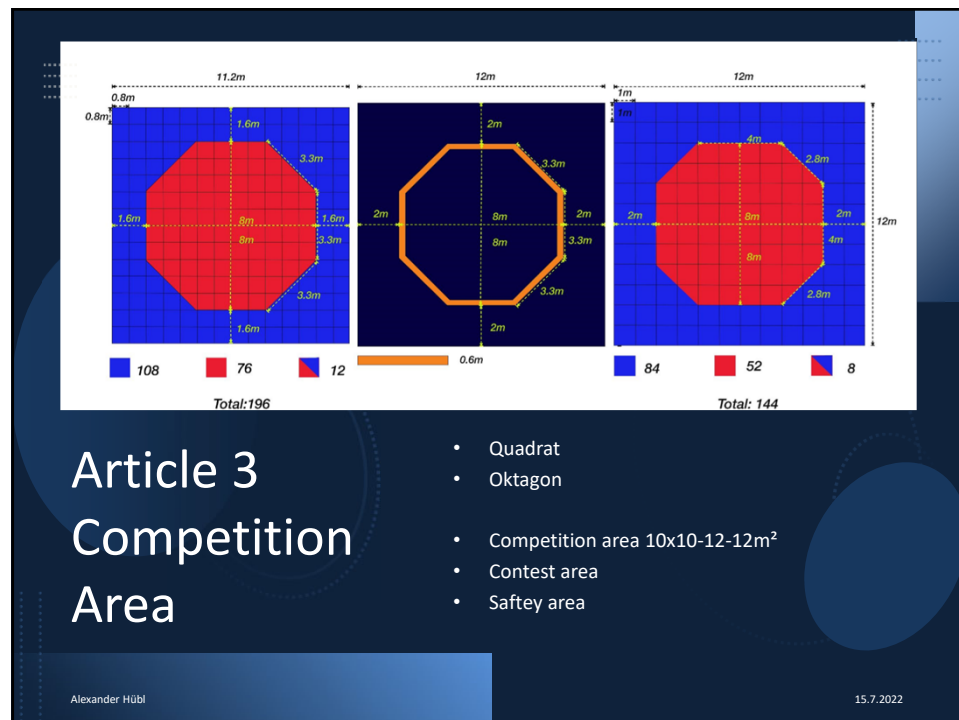 11.2m
0.8m
0.8m
1.6m
3.3m
1.6m
8m
1.6m
8m
3.3m
3.3m
1.6m
108
76
12
Total:196
12m
2m
3.3m
2m
8m
2m
8m
3.3m
3.3m
2m
0.6m
12m
1m
1m
4m
2.8m
2m
8m
2m
12m
4m
8m
2.8m
84
52
8
Total: 144
Article 3
Competition
Area
• Quadrat
• Oktagon
• Competition area 10x10-12-12m²
• Contest area
• Saftey area
Alexander Hübl
15.7.2022